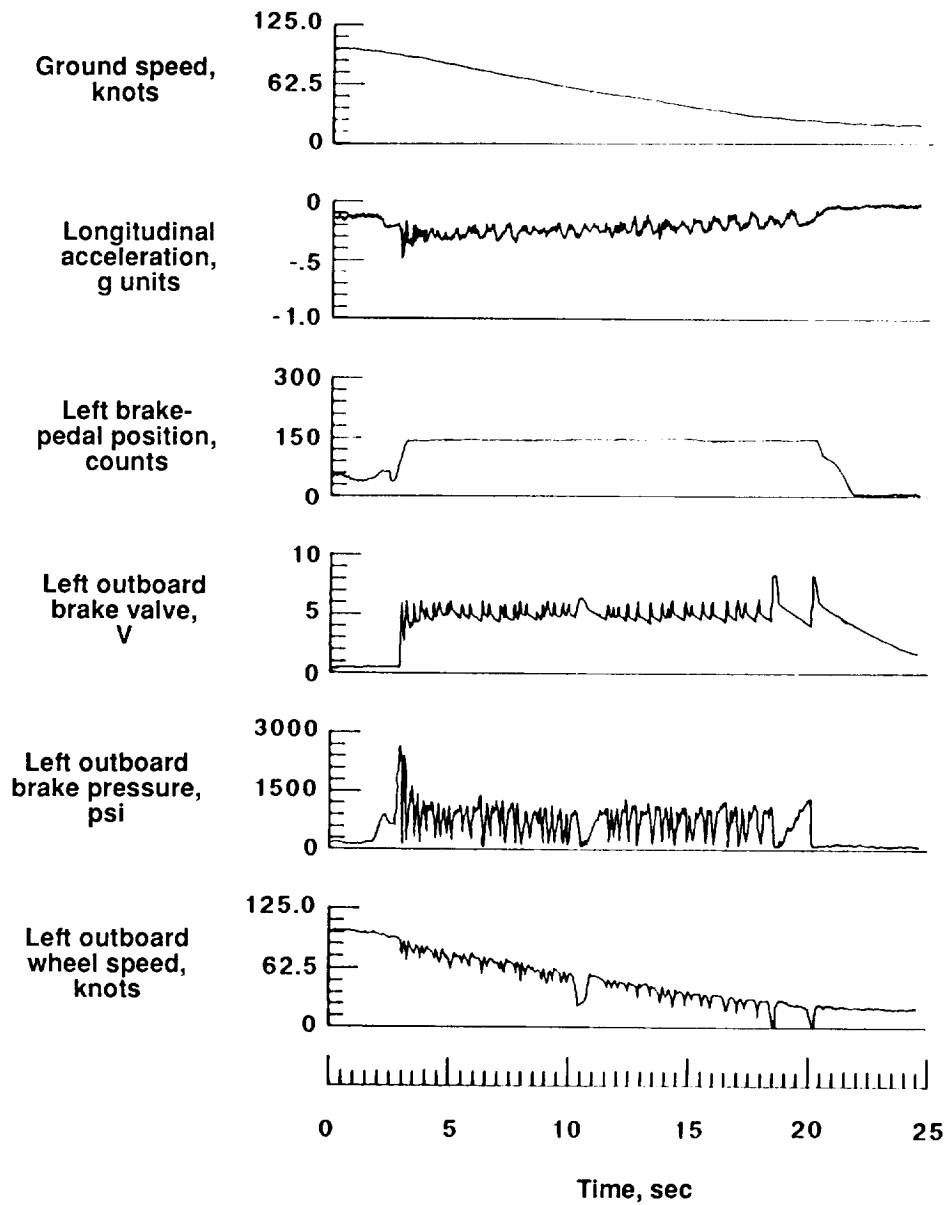 125.0
Ground speed,
knots
62.5
0
0
Longitudinal
acceleration,
g units
-.5
-1.0
300
Left brake-
pedal position,
counts
150
0
10
Left outboard
brake valve,
V
5
0
3000
Left outboard
brake pressure,
psi
1500
0
125.0
Left outboard
wheel speed,
knots
62.5
0
0 5 10 15 20 25
Time, sec